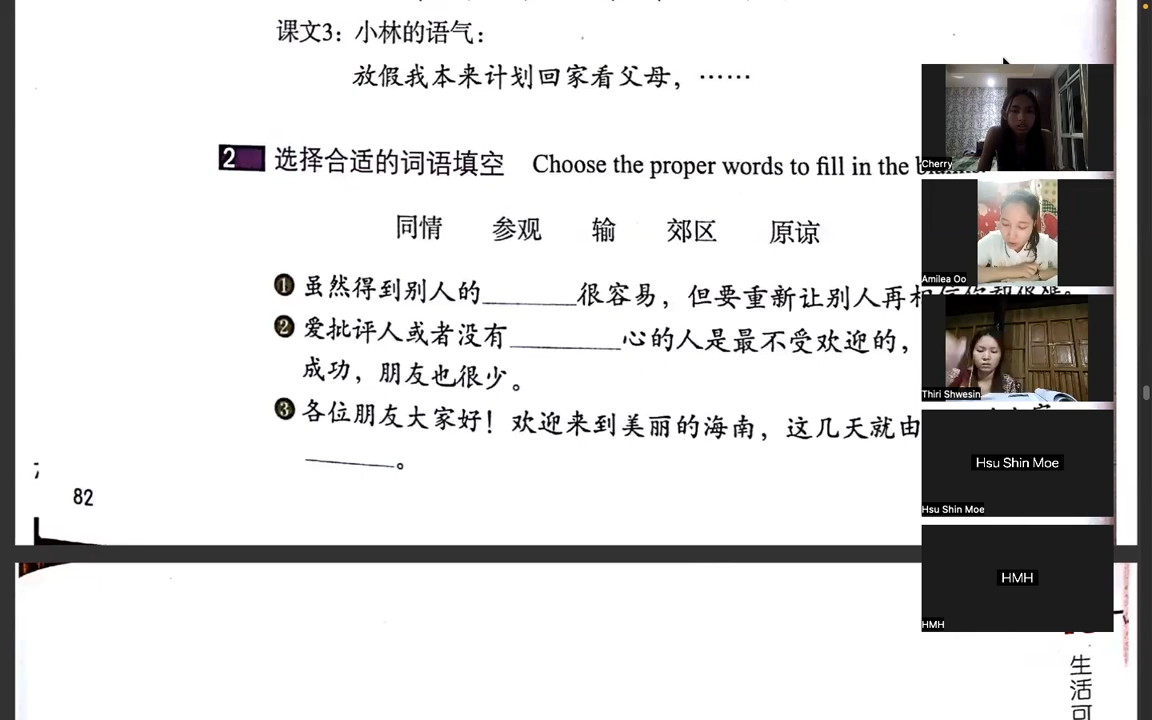 课文3：小林的语气：
放假我本来计划回家看父母，……
2 选择合适的词语填空 Choose the proper words to fill in the
同情 参观 输 郊区 原谅
❶ 虽然得到别人的________很容易，但要重新让别人再
❷ 爱批评人或者没有________心的人是最不受欢迎的，
成功，朋友也很少。
❸ 各位朋友大家好！欢迎来到美丽的海南，这几天就由
________。
82
生活可
Cherry
Amilea Oo
Thiri Shwesin
Hsu Shin Moe
Hsu Shin Moe
HMH
HMH